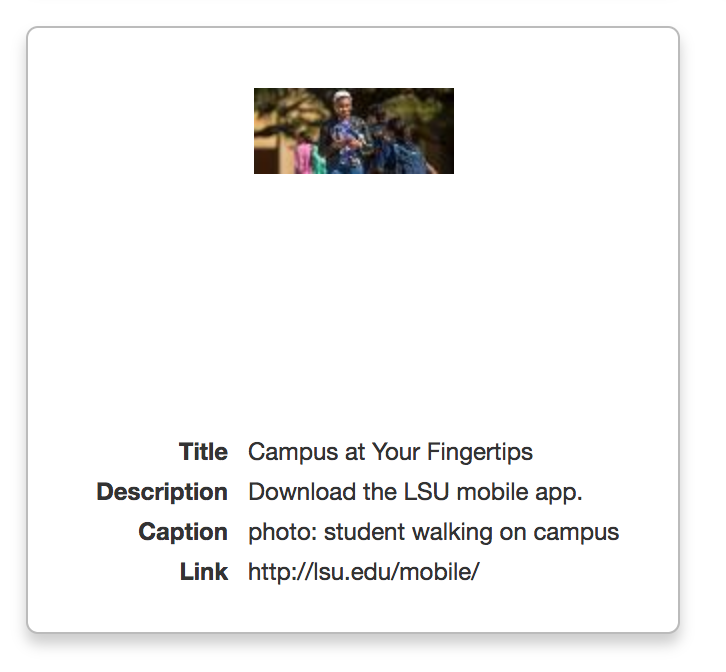 Title Campus at Your Fingertips
Description Download the LSU mobile app.
Caption photo: student walking on campus
Link http://lsu.edu/mobile/